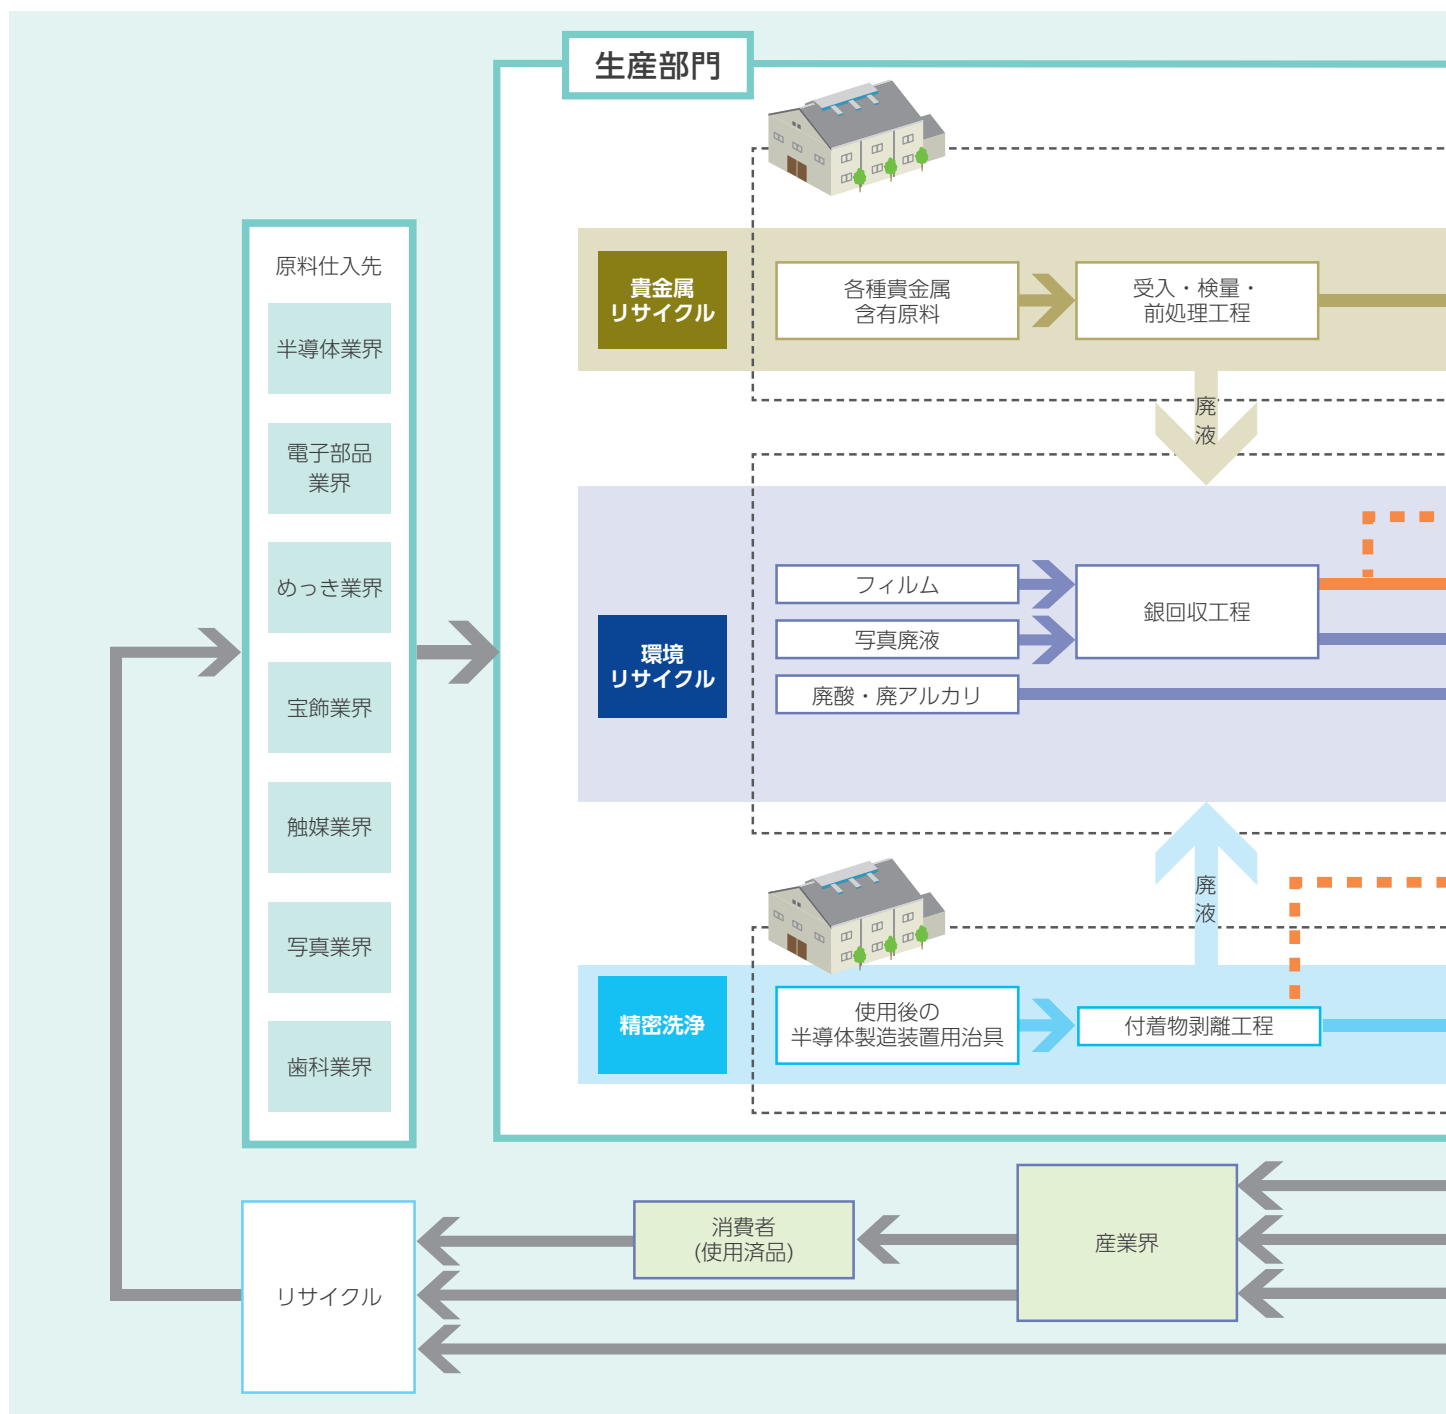 生産部門
原料仕入先
半導体業界
電子部品
業界
めっき業界
宝飾業界
触媒業界
写真業界
歯科業界
貴金属
リサイクル
各種貴金属
含有原料
受入・検量・
前処理工程
廃
液
環境
リサイクル
フィルム
写真廃液
廃酸・廃アルカリ
銀回収工程
廃
液
精密洗浄
使用後の
半導体製造装置用治具
付着物剥離工程
リサイクル
消費者
(使用済品)
産業界